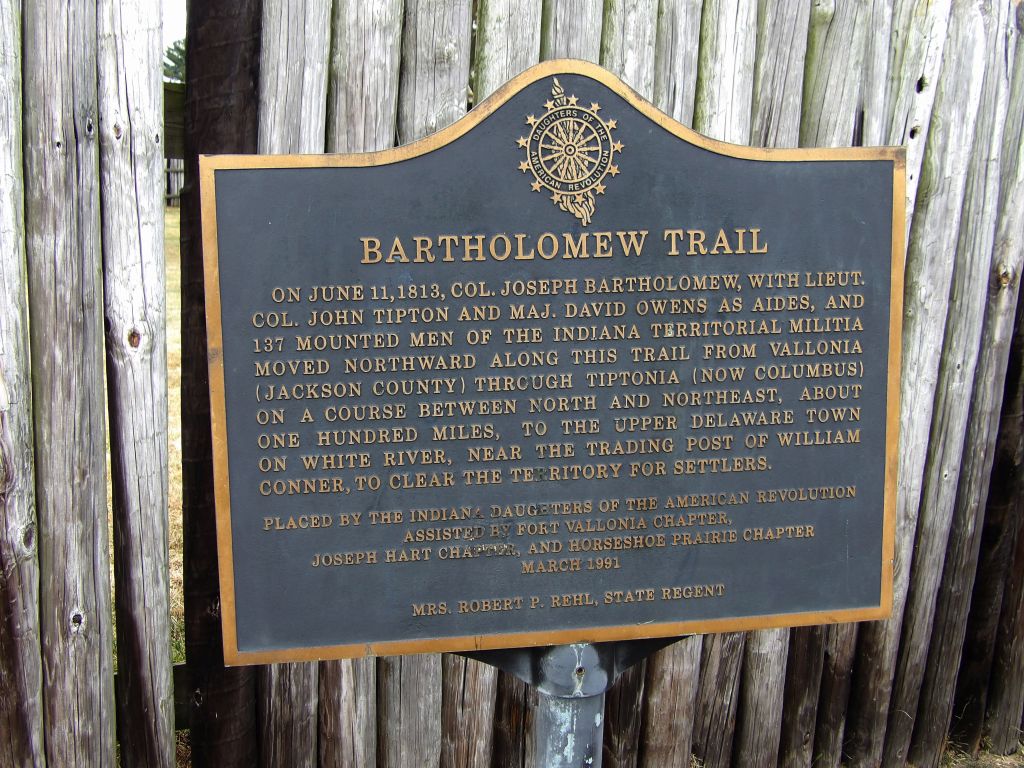 DAUGHTERS OF THE
AMERICAN REVOLUTION
BARTHOLOMEW TRAIL
ON JUNE 11, 1813, COL. JOSEPH BARTHOLOMEW, WITH LIEUT.
COL. JOHN TIPTON AND MAJ. DAVID OWENS AS AIDES, AND
137 MOUNTED MEN OF THE INDIANA TERRITORIAL MILITIA
MOVED NORTHWARD ALONG THIS TRAIL FROM VALLONIA
(JACKSON COUNTY) THROUGH TIPTONIA (NOW COLUMBUS)
ON A COURSE BETWEEN NORTH AND NORTHEAST, ABOUT
ONE HUNDRED MILES, TO THE UPPER DELAWARE TOWN
ON WHITE RIVER, NEAR THE TRADING POST OF WILLIAM
CONNER, TO CLEAR THE TERRITORY FOR SETTLERS.
PLACED BY THE INDIANA DAUGHTERS OF THE AMERICAN REVOLUTION
ASSISTED BY FORT VALLONIA CHAPTER,
JOSEPH HART CHAPTER, AND HORSESHOE PRAIRIE CHAPTER
MARCH 1991
MRS. ROBERT P. REHL, STATE REGENT